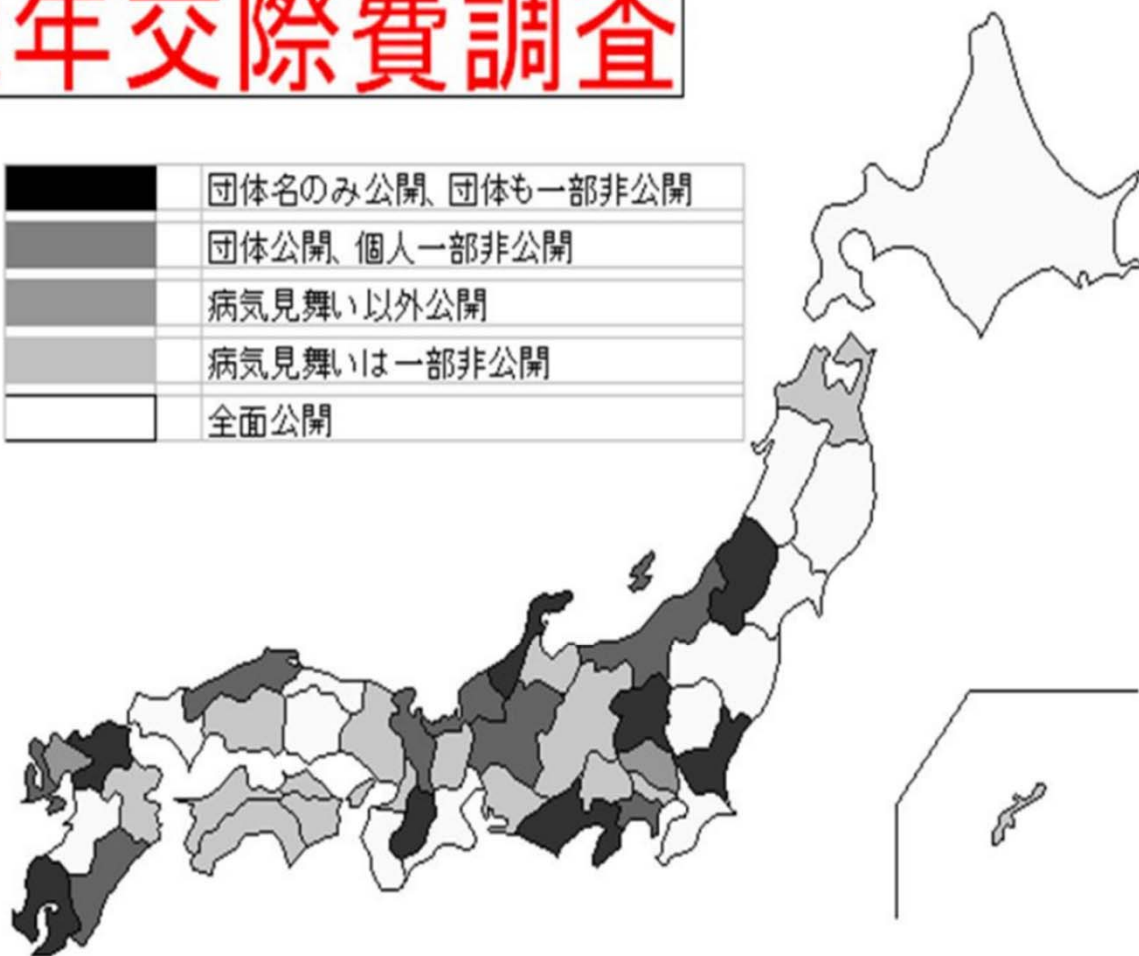 年交際費調査
団体名のみ公開、団体も一部非公開
団体公開、個人一部非公開
病気見舞い以外公開
病気見舞いは一部非公開
全面公開